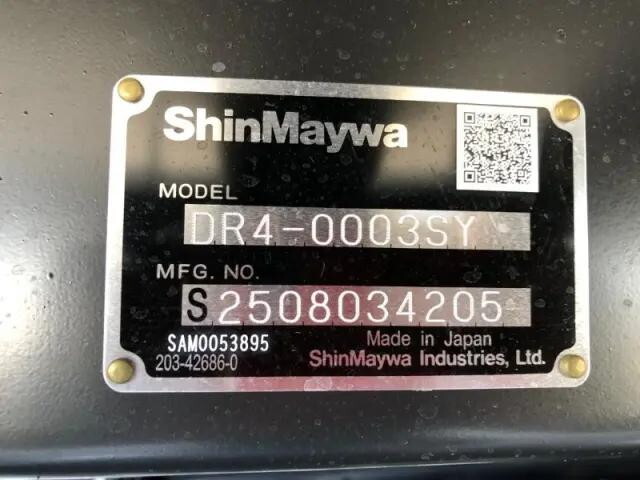 ShinMaywa
MODEL
DR4-0003SY
MFG. NO.
S2508034205
SAM0053895
203-42686-0
Made in Japan
ShinMaywa Industries, Ltd.